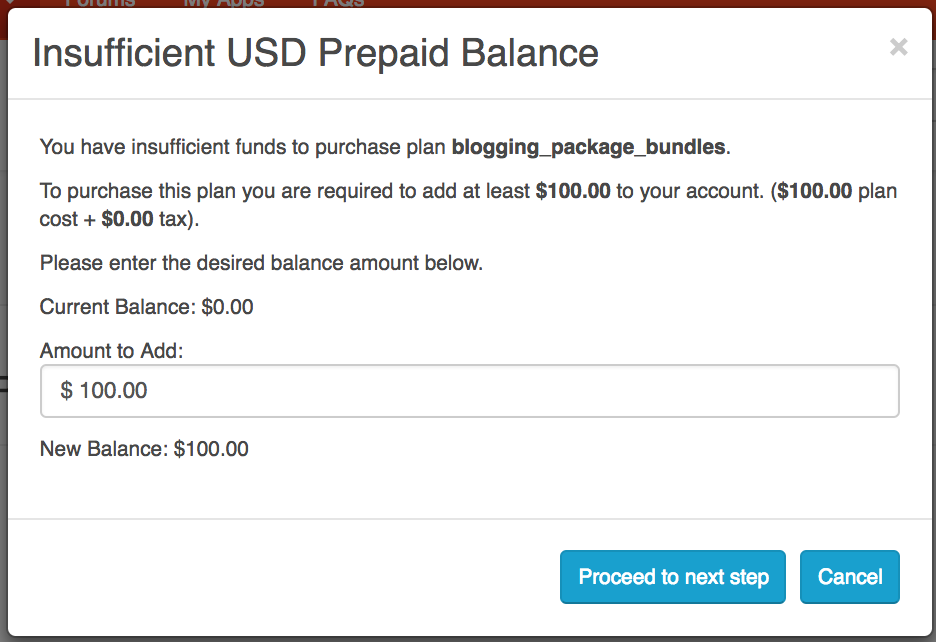 Forums My Apps FAQs
Insufficient USD Prepaid Balance ×
You have insufficient funds to purchase plan blogging_package_bundles.
To purchase this plan you are required to add at least $100.00 to your account. ($100.00 plan
cost + $0.00 tax).
Please enter the desired balance amount below.
Current Balance: $0.00
Amount to Add:
$ 100.00
New Balance: $100.00
Proceed to next step Cancel